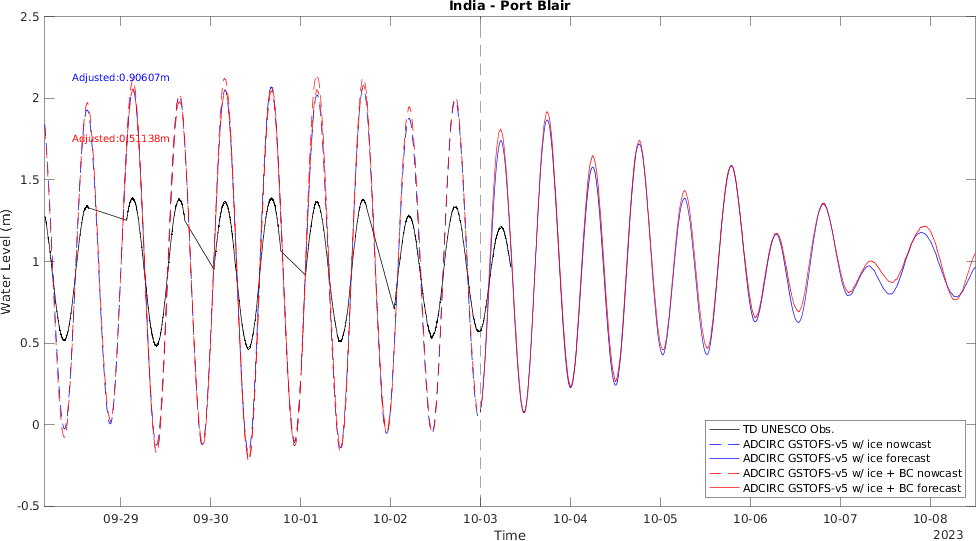 India - Port Blair
2.5
2
1.5
1
0.5
0
-0.5
Water Level (m)
Adjusted:0.90607m
Adjusted:0.51138m
TD UNESCO Obs.
ADCIRC GSTOFS-v5 w/ ice nowcast
ADCIRC GSTOFS-v5 w/ ice forecast
ADCIRC GSTOFS-v5 w/ ice + BC nowcast
ADCIRC GSTOFS-v5 w/ ice + BC forecast
09-29 09-30 10-01 10-02 10-03 10-04 10-05 10-06 10-07 10-08
Time
2023